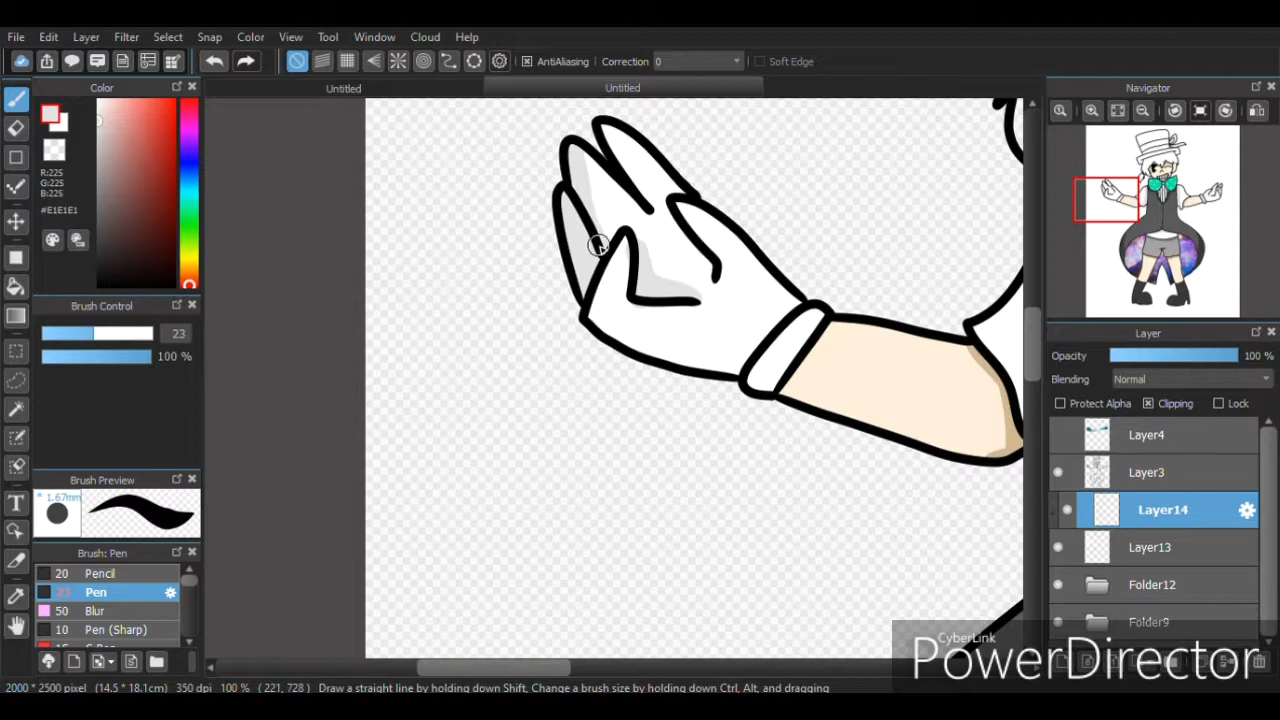 File Edit Layer Filter Select Snap Color View Tool Window Cloud Help
AntiAliasing Correction 0 Soft Edge
Color
Untitled
Untitled
Navigator
R:225
G:225
B:225
#E1E1E1
Brush Control
23
100 %
Brush Preview
* 1.67mm
Brush: Pen
20 Pencil
23 Pen
50 Blur
10 Pen (Sharp)
Layer
Opacity 100 %
Blending Normal
Protect Alpha Clipping Lock
Layer4
Layer3
Layer14
Layer13
Folder12
Folder9
CyberLink
PowerDirector
2000 * 2500 pixel (14.5 * 18.1cm) 350 dpi 100 % ( 221, 728 ) Draw a straight line by holding down Shift, Change a brush size by holding down Ctrl, Alt, and dragging